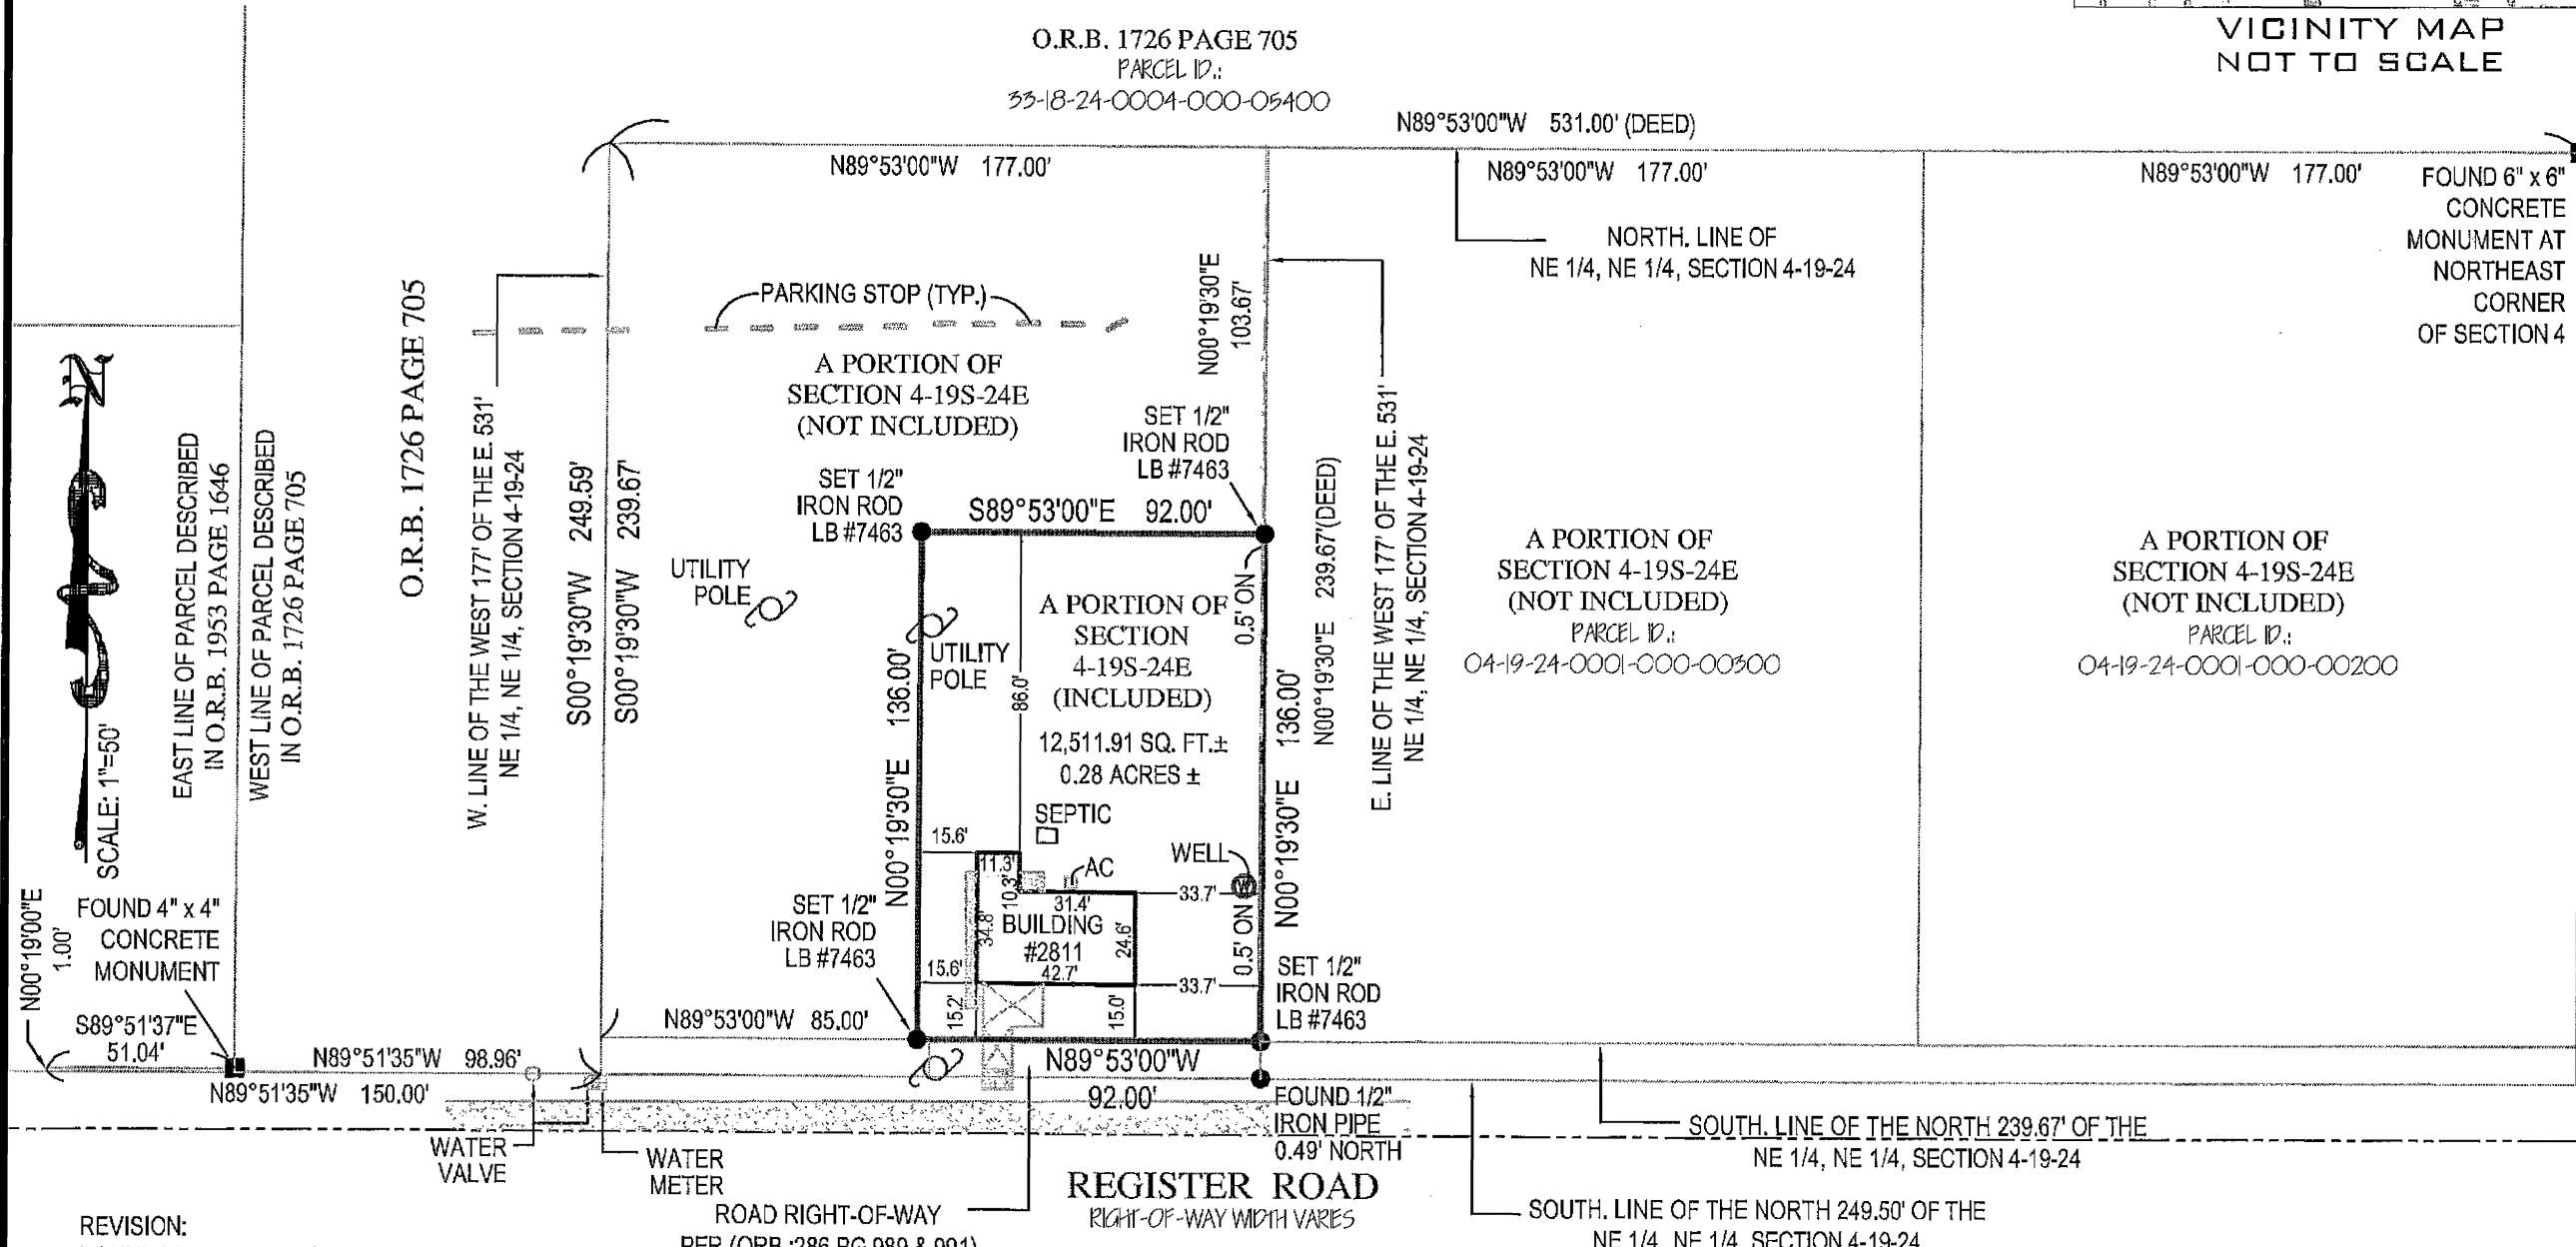 VICINITY MAP
NOT TO SCALE
O.R.B. 1726 PAGE 705
PARCEL ID.:
33-18-24-0004-000-05400
N89°53'00"W 531.00' (DEED)
N89°53'00"W 177.00'
N89°53'00"W 177.00'
N89°53'00"W 177.00'
FOUND 6" x 6"
CONCRETE
MONUMENT AT
NORTHEAST
CORNER
OF SECTION 4
NORTH. LINE OF
NE 1/4, NE 1/4, SECTION 4-19-24
N00°19'30"E
103.67'
PARKING STOP (TYP.)
A PORTION OF
SECTION 4-19S-24E
(NOT INCLUDED)
O.R.B. 1726 PAGE 705
N
SCALE: 1"=50'
EAST LINE OF PARCEL DESCRIBED
IN O.R.B. 1953 PAGE 1646
WEST LINE OF PARCEL DESCRIBED
IN O.R.B. 1726 PAGE 705
W. LINE OF THE WEST 177' OF THE E. 531'
NE 1/4, NE 1/4, SECTION 4-19-24
S00°19'30"W 249.59'
S00°19'30"W 239.67'
SET 1/2"
IRON ROD
LB #7463
SET 1/2"
IRON ROD
LB #7463
S89°53'00"E 92.00'
UTILITY
POLE
UTILITY
POLE
N00°19'30"E 136.00'
86.0'
A PORTION OF
SECTION
4-19S-24E
(INCLUDED)
12,511.91 SQ. FT.±
0.28 ACRES ±
0.5' ON
N00°19'30"E 136.00'
N00°19'30"E 239.67'(DEED)
E. LINE OF THE WEST 177' OF THE E. 531'
NE 1/4, NE 1/4, SECTION 4-19-24
A PORTION OF
SECTION 4-19S-24E
(NOT INCLUDED)
PARCEL ID.:
04-19-24-0001-000-00300
A PORTION OF
SECTION 4-19S-24E
(NOT INCLUDED)
PARCEL ID.:
04-19-24-0001-000-00200
SEPTIC
15.6'
11.3'
10.3'
AC
WELL
W
33.7'
31.4'
34.8'
BUILDING
#2811
24.6'
42.7'
15.6'
33.7'
0.5' ON
15.2'
15.0'
SET 1/2"
IRON ROD
LB #7463
SET 1/2"
IRON ROD
LB #7463
N00°19'00"E
1.00'
FOUND 4" x 4"
CONCRETE
MONUMENT
S89°51'37"E
51.04'
N89°51'35"W 98.96'
N89°51'35"W 150.00'
N89°53'00"W 85.00'
N89°53'00"W
92.00'
FOUND 1/2"
IRON PIPE
0.49' NORTH
WATER
VALVE
WATER
METER
REGISTER ROAD
RIGHT-OF-WAY WIDTH VARIES
ROAD RIGHT-OF-WAY
PER (ORB :286 PG 989 & 991)
SOUTH. LINE OF THE NORTH 239.67' OF THE
NE 1/4, NE 1/4, SECTION 4-19-24
SOUTH. LINE OF THE NORTH 249.50' OF THE
NE 1/4, NE 1/4, SECTION 4-19-24
REVISION: